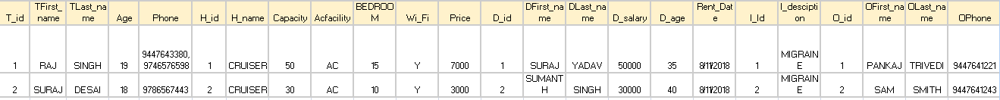 T_id TFirst_name TLast_name Age Phone H_id H_name Capacity Acfacility BEDROOM Wi_Fi Price D_id DFirst_name DLast_name D_salary D_age Rent_Date I_Id I_desciption O_id OFirst_name OLast_name OPhone
1 RAJ SINGH 19 9447643380, 9746576598 1 CRUISER 50 AC 15 Y 7000 1 SURAJ YADAV 50000 35 8/11/2018 1 MIGRAINE 1 PANKAJ TRIVEDI 9447641221
2 SURAJ DESAI 18 9786567443 2 CRUISER 30 AC 10 Y 3000 2 SUMANTH SINGH 30000 40 8/11/2018 2 MIGRAINE 2 SAM SMITH 9447641243